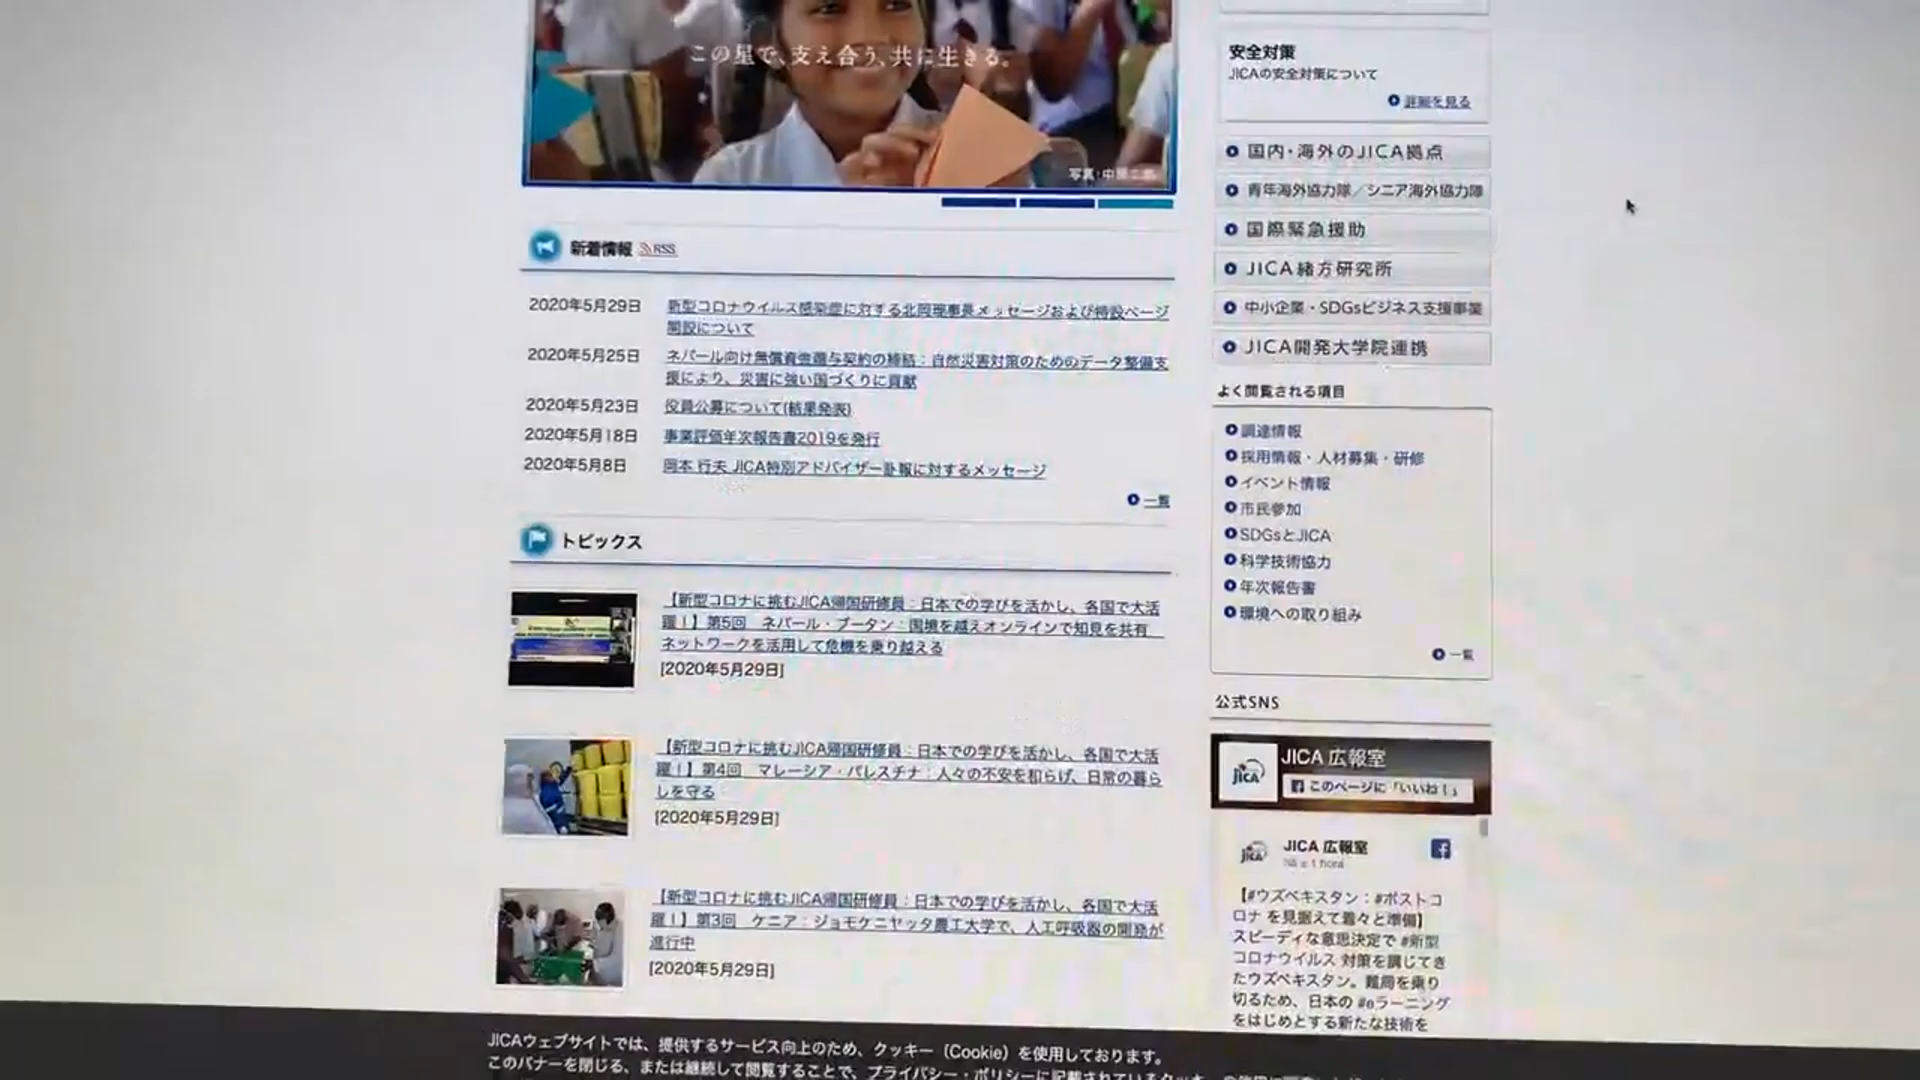 この星で、支え合う、共に生きる。
新着情報 RSS
2020年5月29日 新型コロナウイルス感染症に対する北岡理事長メッセージおよび特設ページ
開設について
2020年5月25日 ネパール向け無償資金贈与契約の締結：自然災害対策のためのデータ整備支
援により、災害に強い国づくりに貢献
2020年5月23日 役員公募について(結果発表)
2020年5月18日 事業評価年次報告書2019を発行
2020年5月8日 岡本 行夫 JICA特別アドバイザー訃報に対するメッセージ
一覧
トピックス
【新型コロナに挑むJICA帰国研修員：日本での学びを活かし、各国で大活
躍！】第5回 ネパール・ブータン：国境を越えオンラインで知見を共有
ネットワークを活用して危機を乗り越える
[2020年5月29日]
【新型コロナに挑むJICA帰国研修員：日本での学びを活かし、各国で大活
躍！】第4回 マレーシア・パレスチナ：人々の不安を和らげ、日常の暮ら
しを守る
[2020年5月29日]
【新型コロナに挑むJICA帰国研修員：日本での学びを活かし、各国で大活
躍！】第3回 ケニア：ジョモケニヤッタ農工大学で、人工呼吸器の開発が
進行中
[2020年5月29日]
安全対策
JICAの安全対策について
詳細を見る
国内・海外のJICA拠点
青年海外協力隊／シニア海外協力隊
国際緊急援助
JICA緒方研究所
中小企業・SDGsビジネス支援事業
JICA開発大学院連携
よく閲覧される項目
調達情報
採用情報・人材募集・研修
イベント情報
市民参加
SDGsとJICA
科学技術協力
年次報告書
環境への取り組み
一覧
公式SNS
JICA 広報室
jica
このページに「いいね！」
JICA 広報室
【#ウズベキスタン：#ポストコ
ロナ を見据えて着々と準備】
スピーディな意思決定で #新型
コロナウイルス 対策を講じてき
たウズベキスタン。難局を乗り
切るため、日本の #eラーニング
をはじめとする新たな技術を
JICAウェブサイトでは、提供するサービス向上のため、クッキー（Cookie）を使用しております。
このバナーを閉じる、または継続して閲覧することで、プライバシー・ポリシーに記載されている